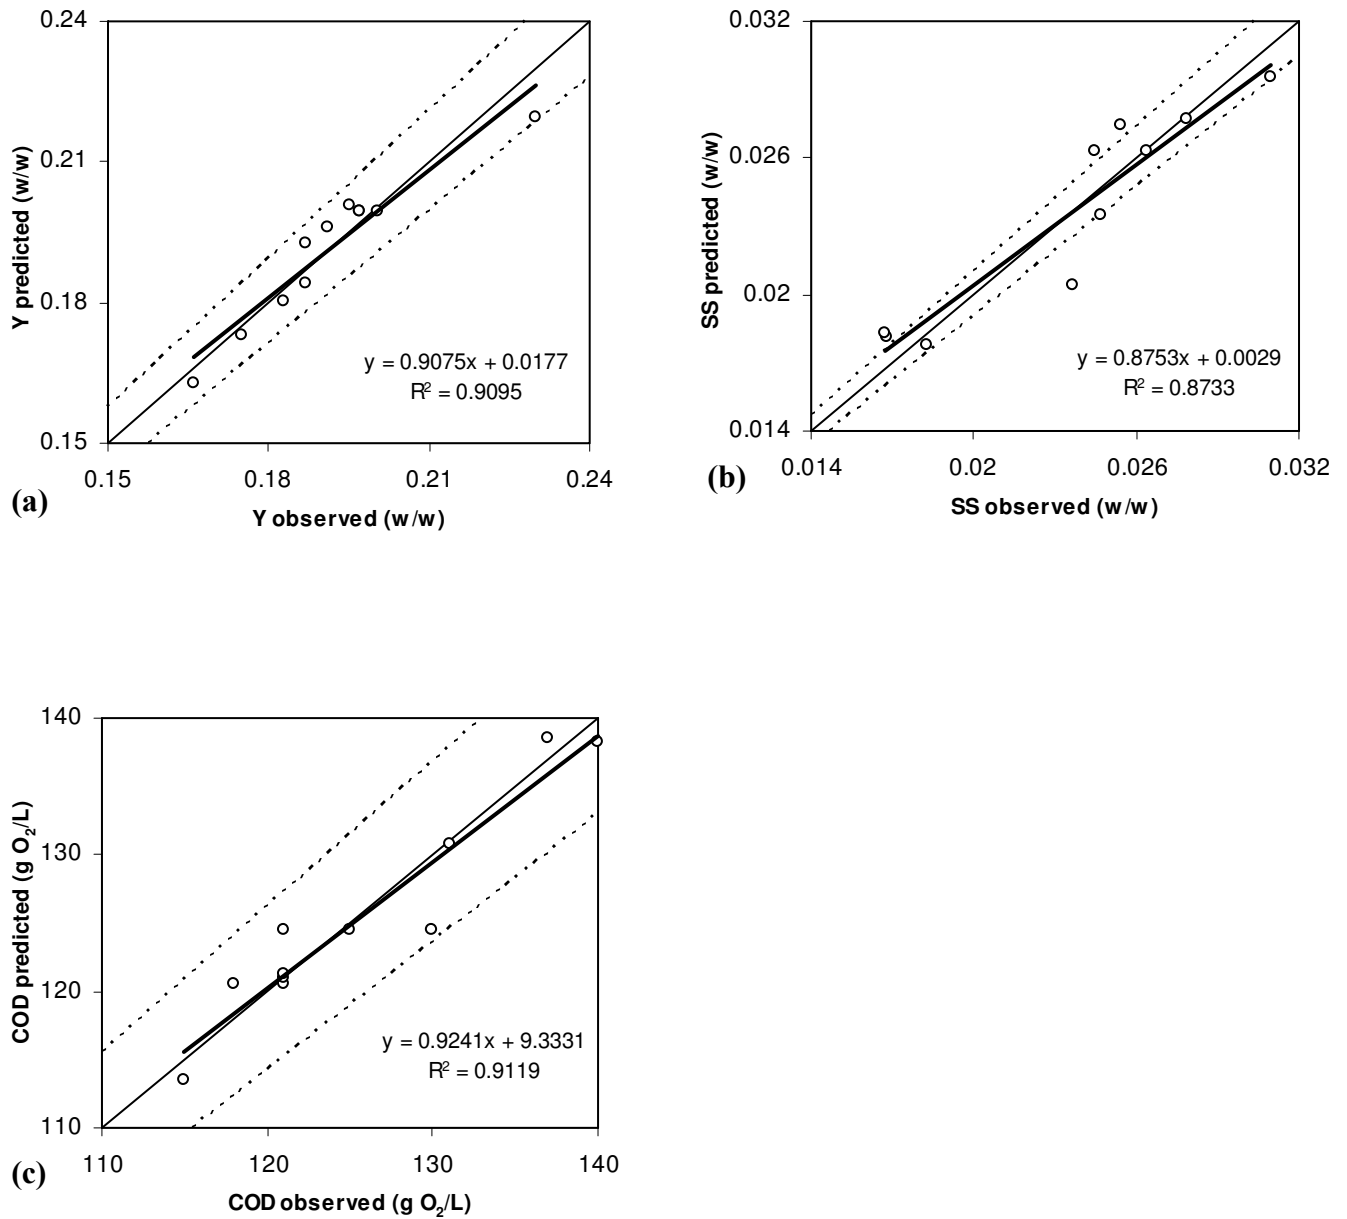 0.24
0.21
0.18
0.15
Y predicted (w/w)
y = 0.9075x + 0.0177
R² = 0.9095
0.15 0.18 0.21 0.24
Y observed (w/w)
(a)
0.032
0.026
0.02
0.014
SS predicted (w/w)
y = 0.8753x + 0.0029
R² = 0.8733
0.014 0.02 0.026 0.032
SS observed (w/w)
(b)
140
130
120
110
COD predicted (g O₂/L)
y = 0.9241x + 9.3331
R² = 0.9119
110 120 130 140
COD observed (g O₂/L)
(c)